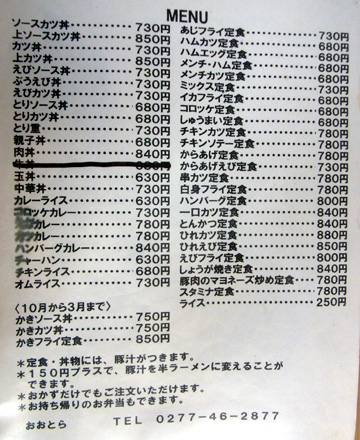 MENU
ソースカツ丼 730円
上ソースカツ丼 850円
カツ丼 730円
上カツ丼 850円
えびソース丼 730円
ぶうえび丼 730円
えびカツ丼 730円
とりソース丼 680円
とりカツ丼 680円
とり重 730円
親子丼 680円
肉丼 840円
玉丼 630円
中華丼 730円
カレーライス 630円
コロッケカレー 730円
カレー 780円
カレー 780円
ハンバーグカレー 840円
チャーハン 630円
チキンライス 680円
オムライス 730円
〈10月から3月まで〉
かきソース丼 750円
かきカツ丼 750円
かきフライ定食 850円
あじフライ定食 730円
ハムカツ定食 680円
ハムエッグ定食 680円
メンチ・ハム定食 680円
メンチカツ定食 680円
ミックス定食 730円
イカフライ定食 680円
コロッケ定食 680円
しゅうまい定食 680円
チキンカツ定食 780円
チキンソテー定食 780円
からあげ定食 780円
からあげえび定食 730円
串カツ定食 780円
白身フライ定食 780円
ハンバーグ定食 800円
一口カツ定食 840円
とんかつ定食 840円
ひれカツ定食 880円
ひれえび定食 850円
えびフライ定食 800円
しょうが焼き定食 840円
豚肉のマヨネーズ炒め定食 780円
スタミナ定食 780円
ライス 250円
＊定食・丼物には、豚汁がつきます。
＊150円プラスで、豚汁を半ラーメンに変えることが
できます。
＊おかずだけでもご注文いただけます。
＊お持ち帰りのお弁当もできます。
おおとら TEL 0277-46-2877